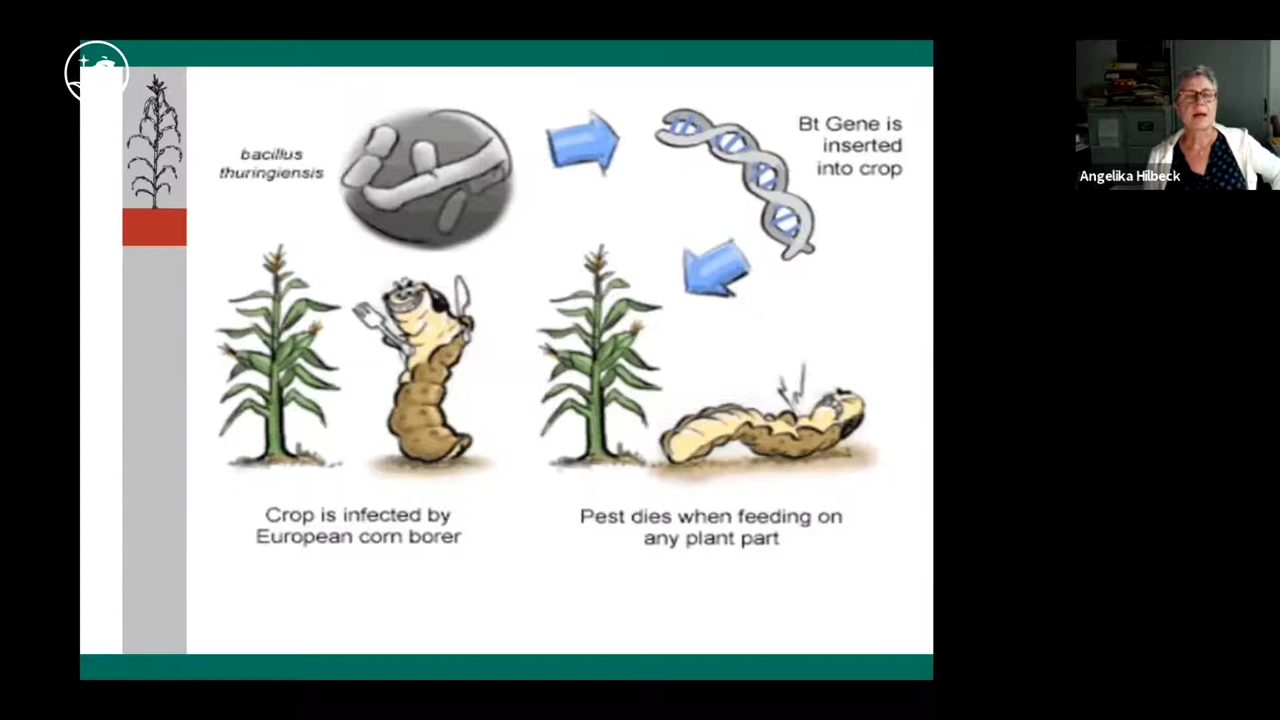 bacillus
thuringiensis
Bt Gene is
inserted
into crop
Crop is infected by
European corn borer
Pest dies when feeding on
any plant part
Angelika Hilbeck